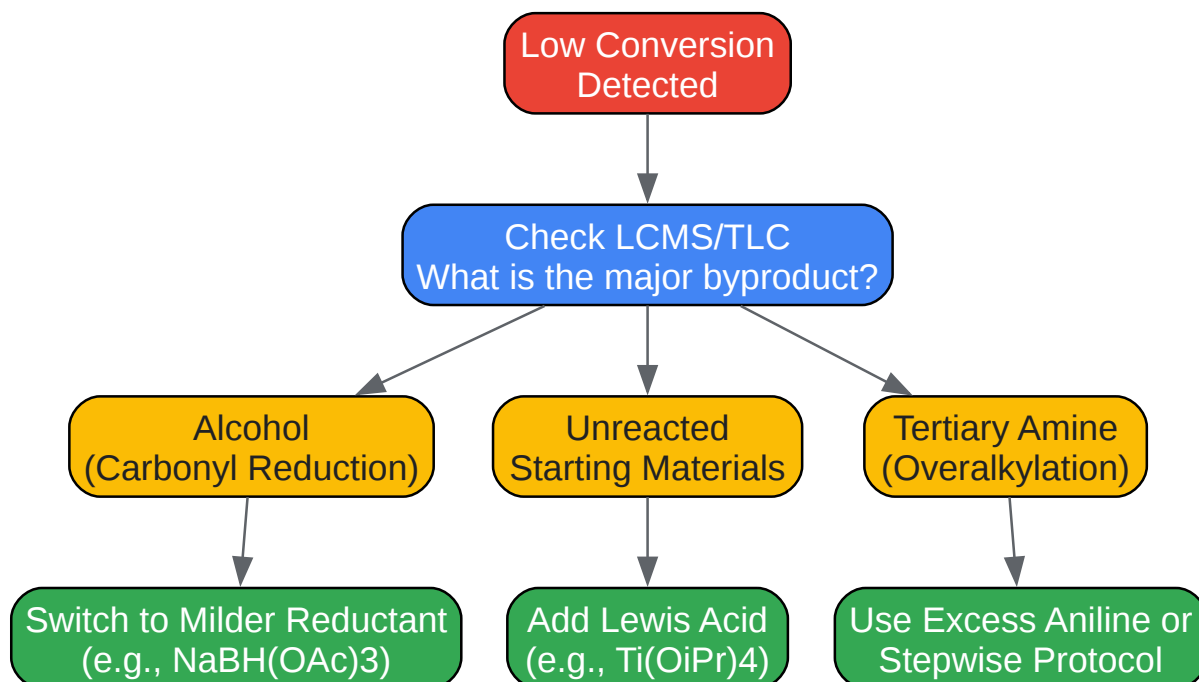 Low Conversion
Detected
Check LCMS/TLC
What is the major byproduct?
Alcohol
(Carbonyl Reduction)
Unreacted
Starting Materials
Tertiary Amine
(Overalkylation)
Switch to Milder Reductant
(e.g., NaBH(OAc)3)
Add Lewis Acid
(e.g., Ti(OiPr)4)
Use Excess Aniline or
Stepwise Protocol